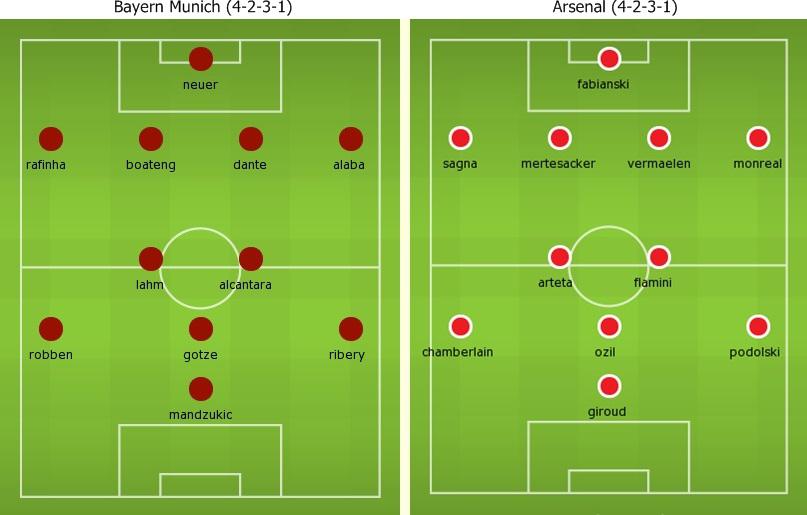 Bayern Munich (4-2-3-1)
neuer
rafinha boateng dante alaba
lahm alcantara
robben gotze ribery
mandzukic
Arsenal (4-2-3-1)
fabianski
sagna mertesacker vermaelen monreal
arteta flamini
chamberlain ozil podolski
giroud